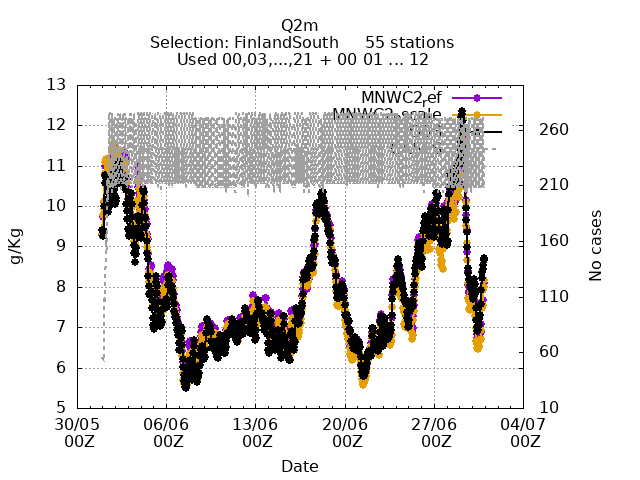 Q2m
Selection: FinlandSouth 55 stations
Used 00,03,...,21 + 00 01 ... 12
MNWC2_ref
13
12
11
10
9
8
7
6
5
260
210
160
110
60
10
g/Kg
No cases
30/05 06/06 13/06 20/06 27/06 04/07
00Z 00Z 00Z 00Z 00Z 00Z
Date